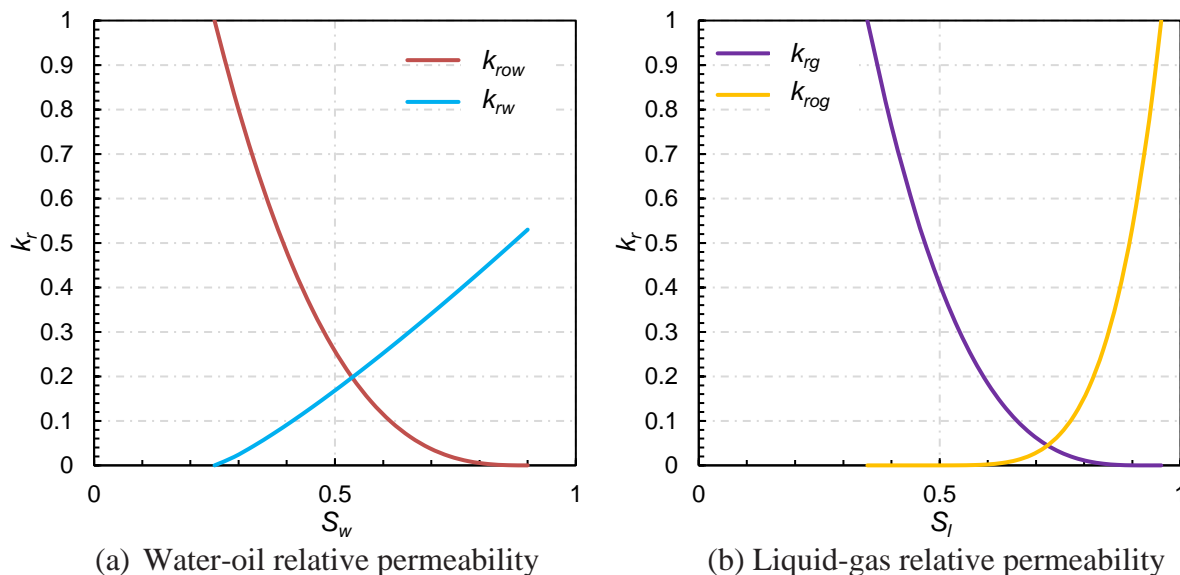 1
0.9
0.8
0.7
0.6
0.5
0.4
0.3
0.2
0.1
0
k_r
k_row
k_rw
0 0.5 1
S_w
(a) Water-oil relative permeability
1
0.9
0.8
0.7
0.6
0.5
0.4
0.3
0.2
0.1
0
k_r
k_rg
k_rog
0 0.5 1
S_l
(b) Liquid-gas relative permeability